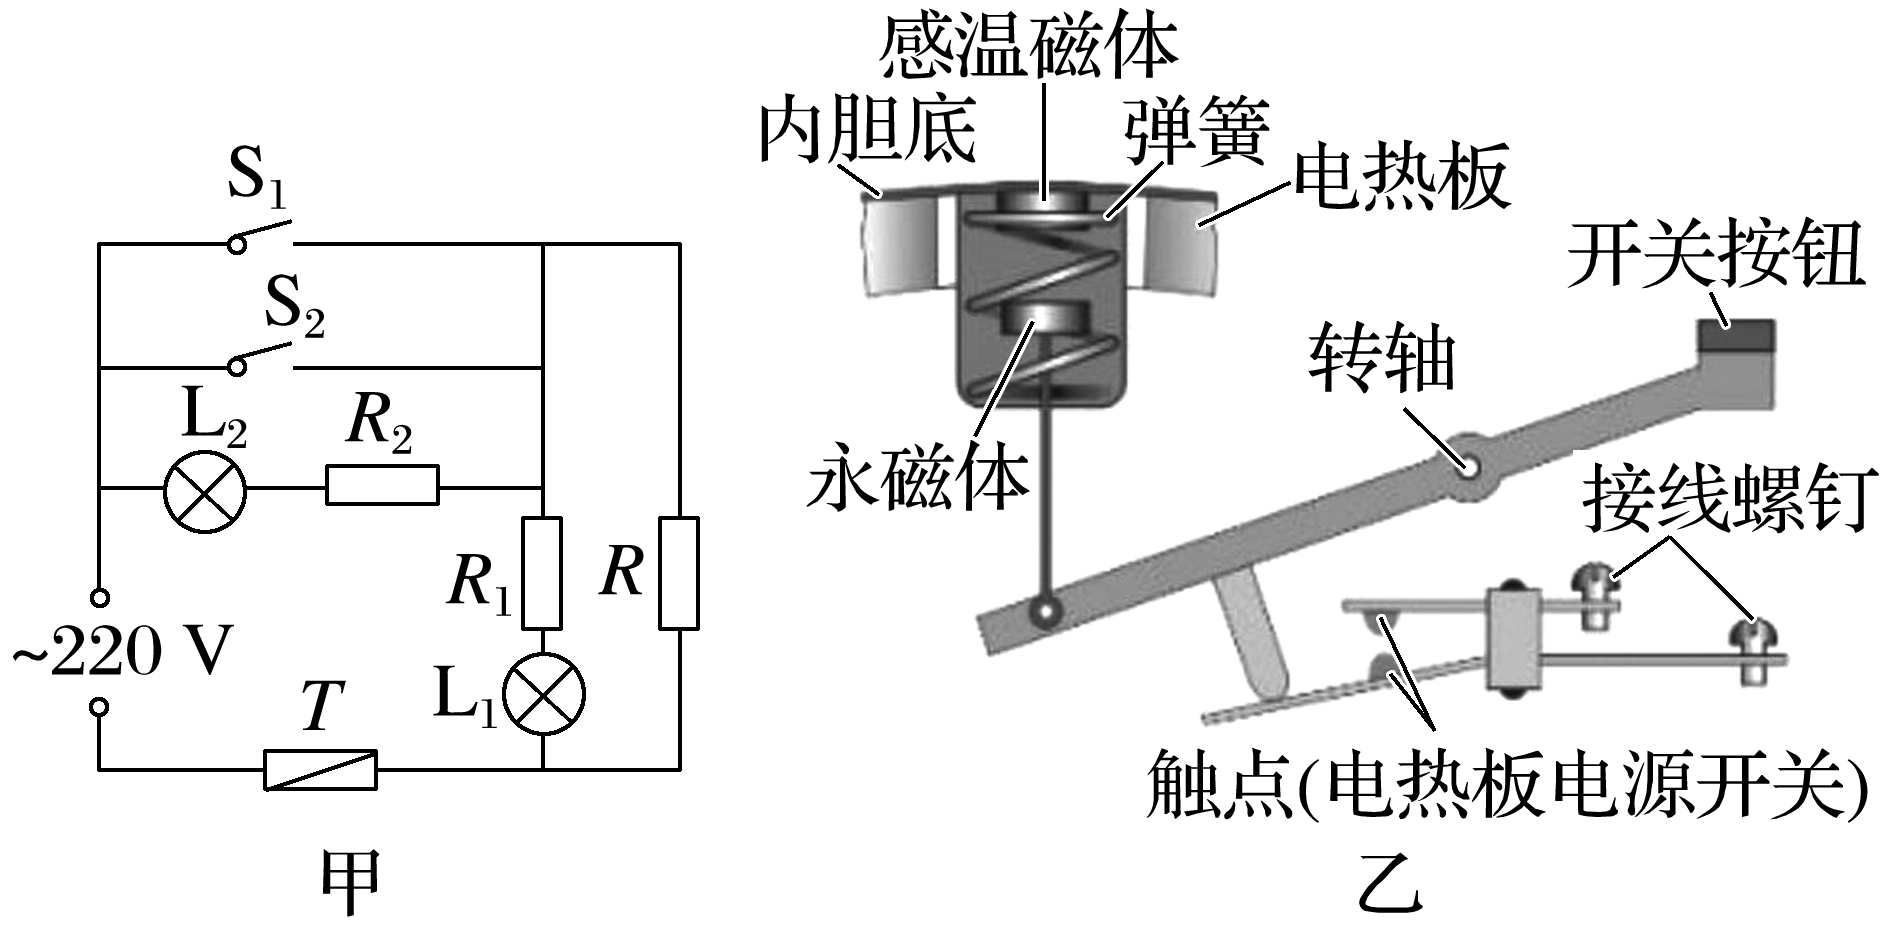 S₁
S₂
L₂
R₂
R₁
R
~220 V
L₁
T
甲
感温磁体
内胆底
弹簧
电热板
开关按钮
转轴
永磁体
接线螺钉
触点(电热板电源开关)
乙